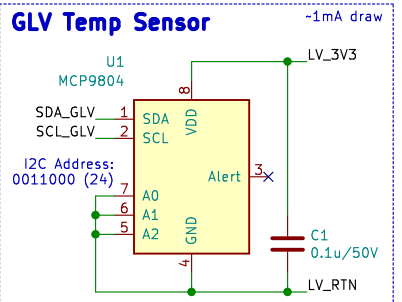 GLV Temp Sensor
~1mA draw
U1
MCP9804
LV_3V3
8
VDD
SDA_GLV 1 SDA
SCL_GLV 2 SCL
I2C Address:
0011000 (24)
Alert 3
7 A0
6 A1
5 A2
GND
4
C1
0.1u/50V
LV_RTN